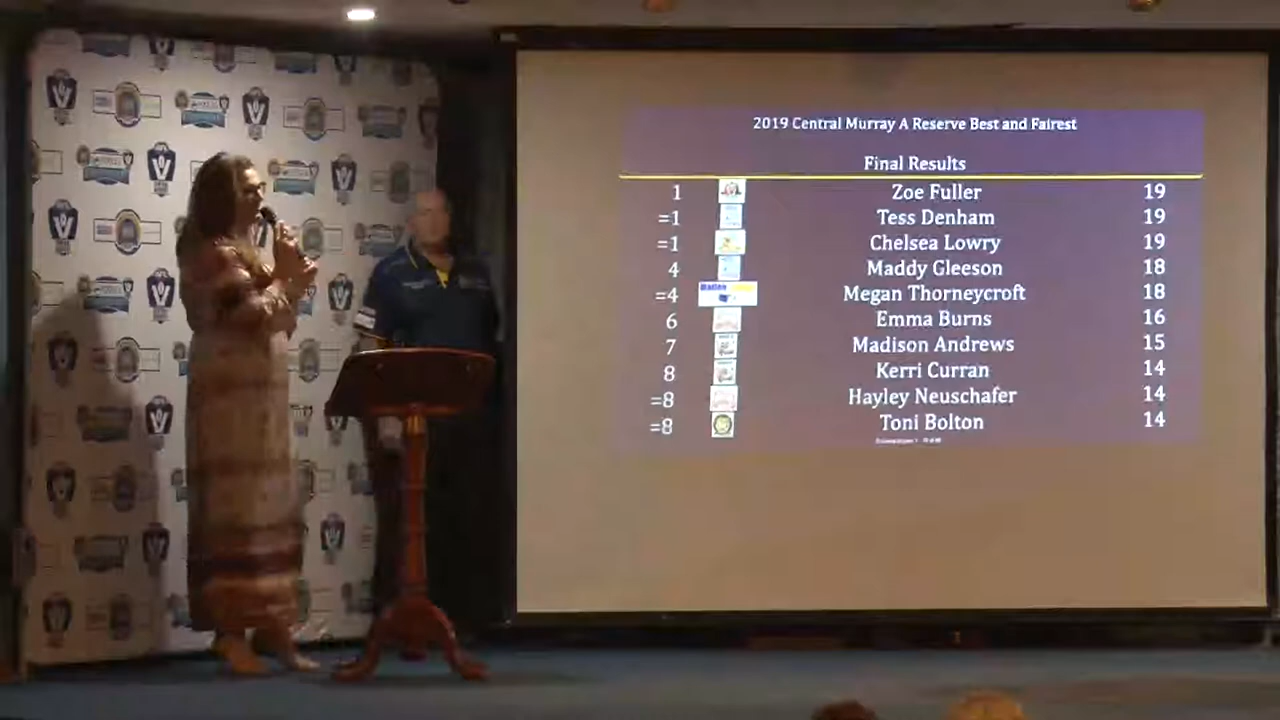 2019 Central Murray A Reserve Best and Fairest
Final Results
1 Zoe Fuller 19
=1 Tess Denham 19
=1 Chelsea Lowry 19
4 Maddy Gleeson 18
=4 Megan Thorneycroft 18
6 Emma Burns 16
7 Madison Andrews 15
8 Kerri Curran 14
=8 Hayley Neuschafer 14
=8 Toni Bolton 14